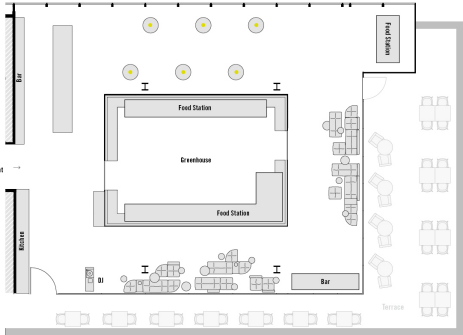 Food Station
Bar
Food Station
Greenhouse
Food Station
Kitchen
DJ
Bar
Terrace